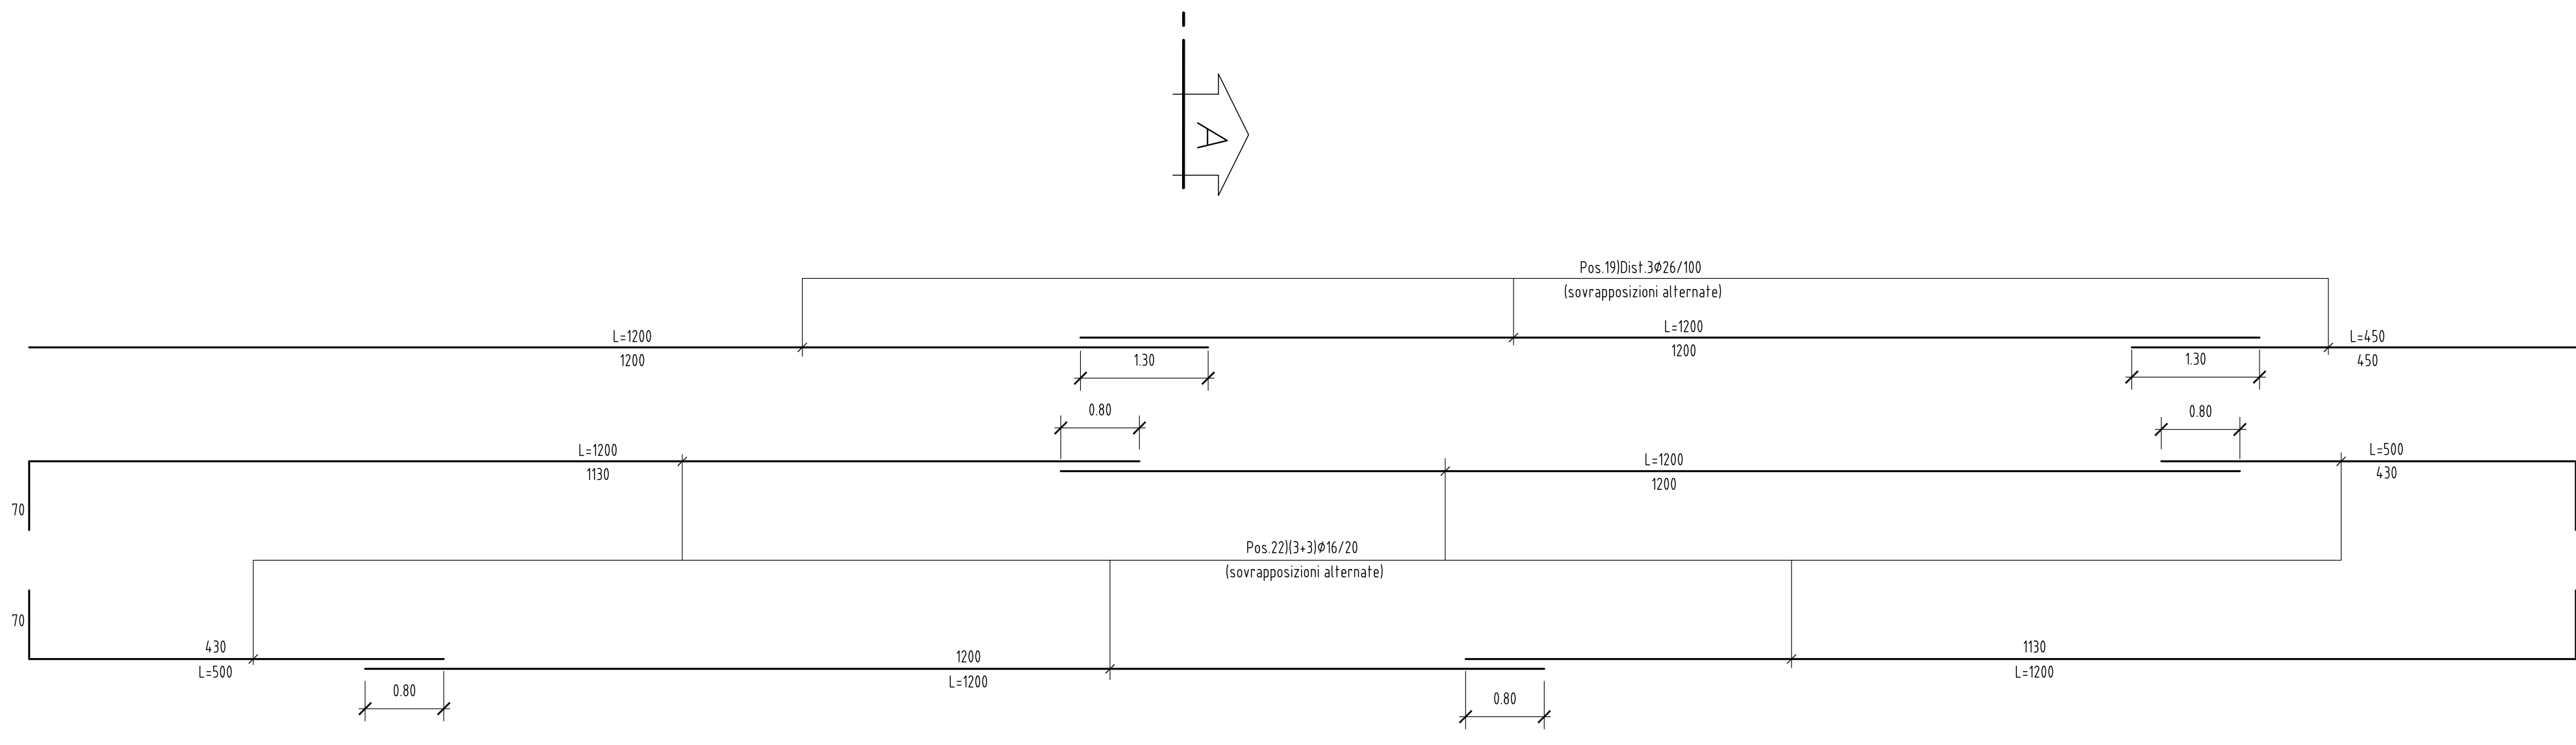 A
Pos.19)Dist.3φ26/100
(sovrapposizioni alternate)
L=1200
1200
1.30
L=1200
1200
1.30
L=450
450
0.80
0.80
L=1200
1130
L=1200
1200
L=500
430
70
Pos.22)(3+3)φ16/20
(sovrapposizioni alternate)
70
430
L=500
1200
L=1200
1130
L=1200
0.80
0.80